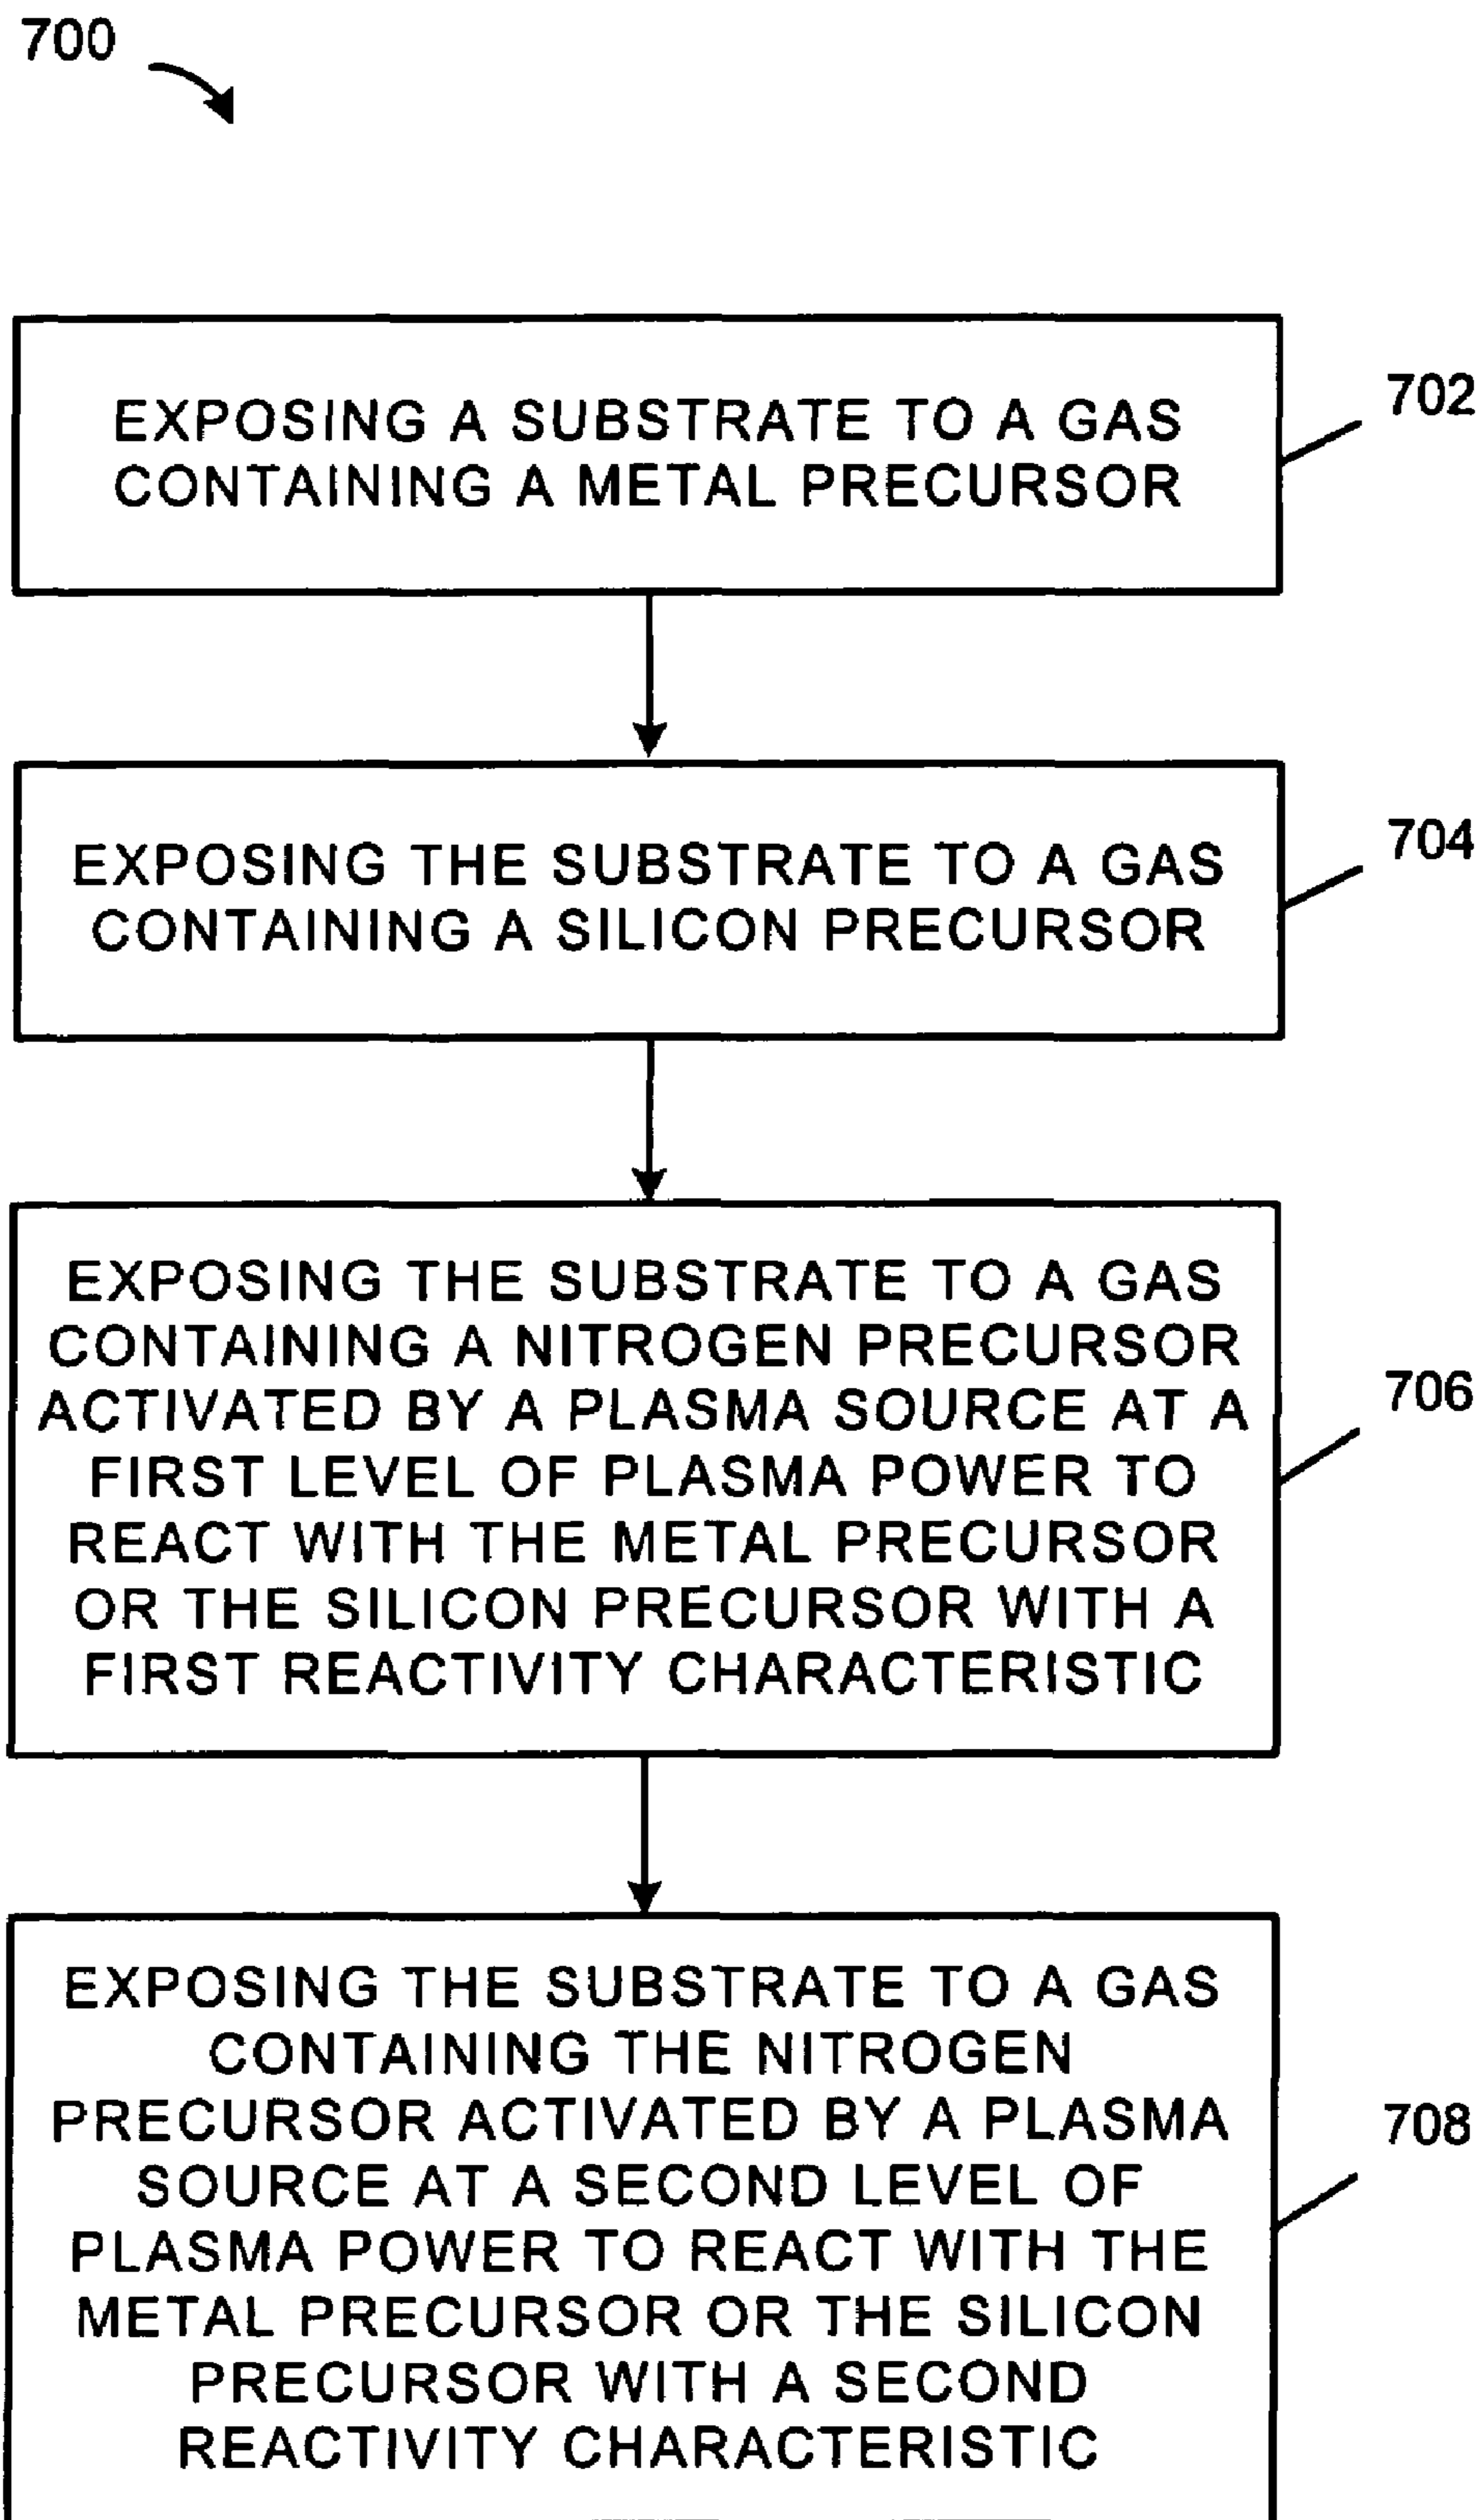 700
EXPOSING A SUBSTRATE TO A GAS
CONTAINING A METAL PRECURSOR
702
EXPOSING THE SUBSTRATE TO A GAS
CONTAINING A SILICON PRECURSOR
704
EXPOSING THE SUBSTRATE TO A GAS
CONTAINING A NITROGEN PRECURSOR
ACTIVATED BY A PLASMA SOURCE AT A
FIRST LEVEL OF PLASMA POWER TO
REACT WITH THE METAL PRECURSOR
OR THE SILICON PRECURSOR WITH A
FIRST REACTIVITY CHARACTERISTIC
706
EXPOSING THE SUBSTRATE TO A GAS
CONTAINING THE NITROGEN
PRECURSOR ACTIVATED BY A PLASMA
SOURCE AT A SECOND LEVEL OF
PLASMA POWER TO REACT WITH THE
METAL PRECURSOR OR THE SILICON
PRECURSOR WITH A SECOND
REACTIVITY CHARACTERISTIC
708